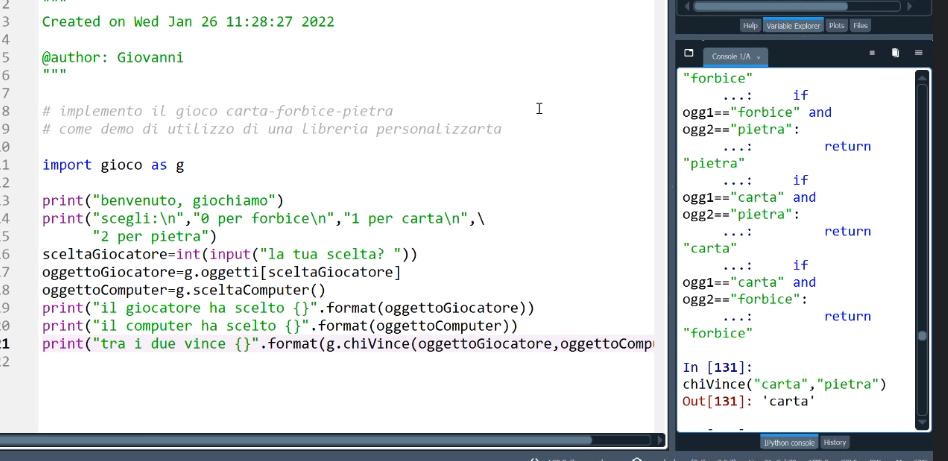 2 """
3 Created on Wed Jan 26 11:28:27 2022
4
5 @author: Giovanni
6 """
7
8 # implemento il gioco carta-forbice-pietra
9 # come demo di utilizzo di una libreria personalizzarta
0
1 import gioco as g
2
3 print("benvenuto, giochiamo")
4 print("scegli:\n","0 per forbice\n","1 per carta\n",\
5 "2 per pietra")
6 sceltaGiocatore=int(input("la tua scelta? "))
7 oggettoGiocatore=g.oggetti[sceltaGiocatore]
8 oggettoComputer=g.sceltaComputer()
9 print("il giocatore ha scelto {}".format(oggettoGiocatore))
20 print("il computer ha scelto {}".format(oggettoComputer))
21 print("tra i due vince {}".format(g.chiVince(oggettoGiocatore,oggettoComp
22
Help Variable Explorer Plots Files
Console 1/A
"forbice"
...: if
ogg1=="forbice" and
ogg2=="pietra":
...: return
"pietra"
...: if
ogg1=="carta" and
ogg2=="pietra":
...: return
"carta"
...: if
ogg1=="carta" and
ogg2=="forbice":
...: return
"forbice"
In [131]:
chiVince("carta","pietra")
Out[131]: 'carta'
IPython console History